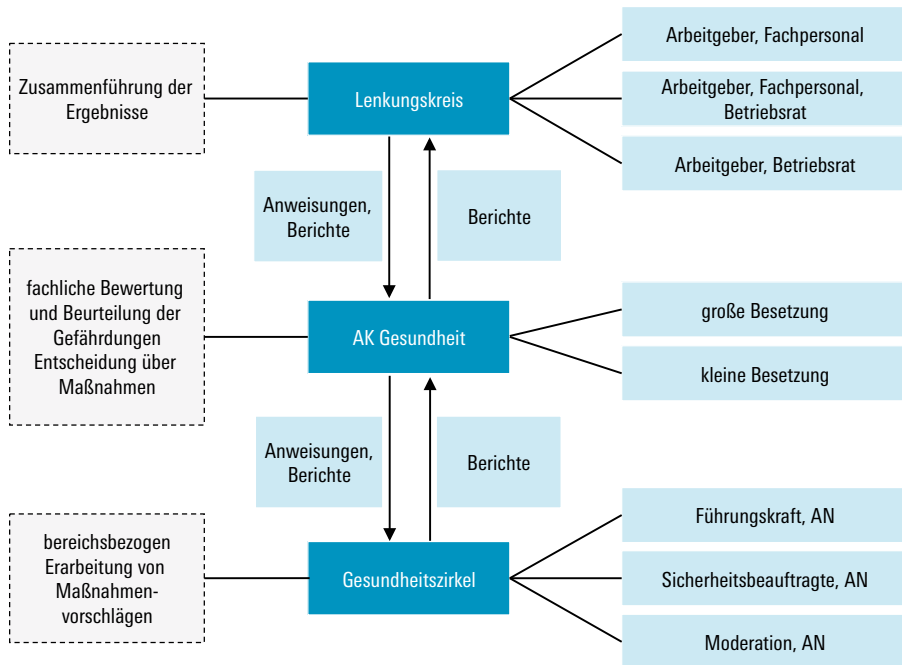 Zusammenführung der
Ergebnisse
Lenkungskreis
Arbeitgeber, Fachpersonal
Arbeitgeber, Fachpersonal,
Betriebsrat
Arbeitgeber, Betriebsrat
Anweisungen,
Berichte
Berichte
fachliche Bewertung
und Beurteilung der
Gefährdungen
Entscheidung über
Maßnahmen
AK Gesundheit
große Besetzung
kleine Besetzung
Anweisungen,
Berichte
Berichte
bereichsbezogen
Erarbeitung von
Maßnahmen-
vorschlägen
Gesundheitszirkel
Führungskraft, AN
Sicherheitsbeauftragte, AN
Moderation, AN